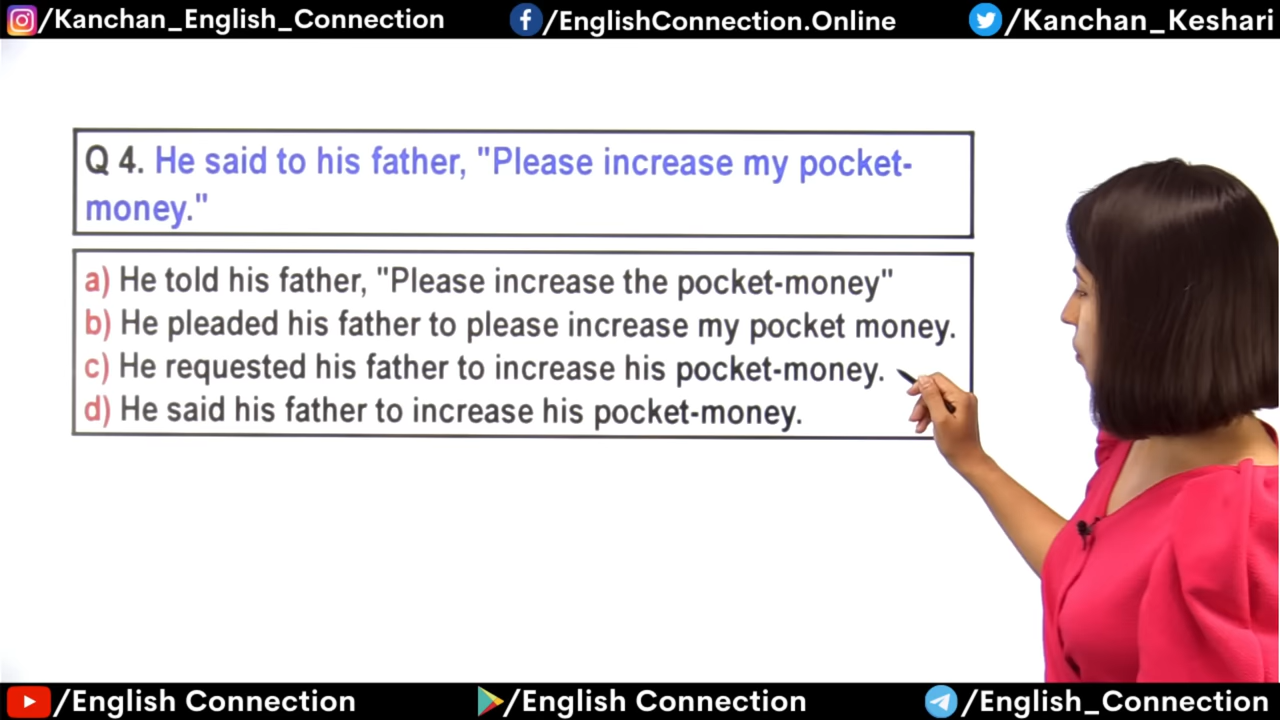 /Kanchan_English_Connection
/EnglishConnection.Online
/Kanchan_Keshari
Q 4. He said to his father, "Please increase my pocket-
money."
a) He told his father, "Please increase the pocket-money"
b) He pleaded his father to please increase my pocket money.
c) He requested his father to increase his pocket-money.
d) He said his father to increase his pocket-money.
/English Connection
/English Connection
/English_Connection